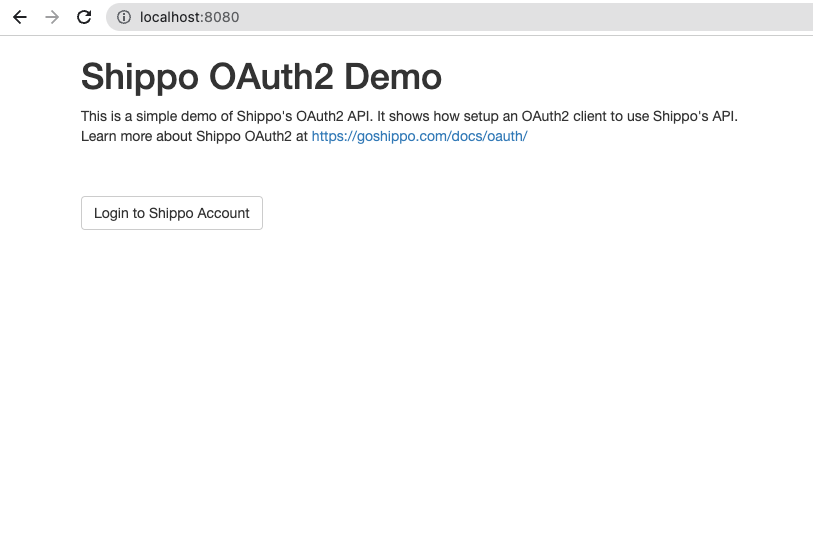 localhost:8080
Shippo OAuth2 Demo
This is a simple demo of Shippo's OAuth2 API. It shows how setup an OAuth2 client to use Shippo's API.
Learn more about Shippo OAuth2 at https://goshippo.com/docs/oauth/
Login to Shippo Account